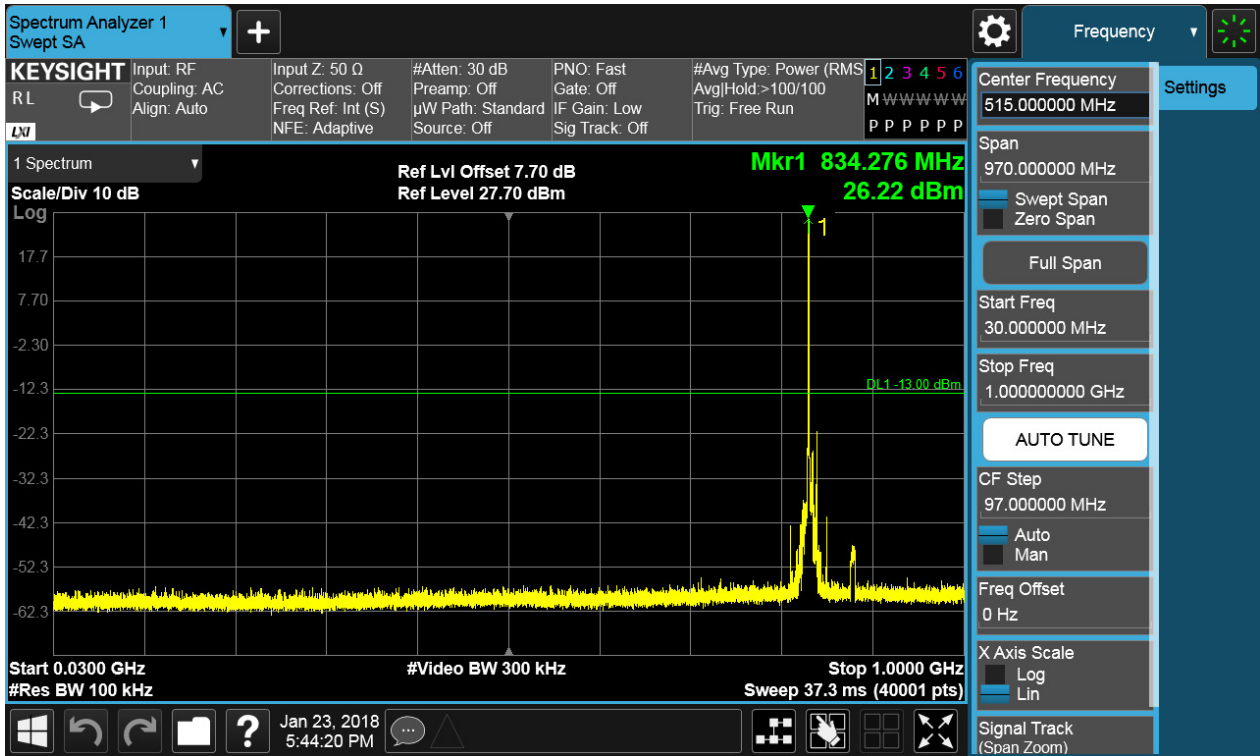 Spectrum Analyzer 1
Swept SA
Frequency
KEYSIGHT
RL
LXI
Input: RF
Coupling: AC
Align: Auto
Input Z: 50 Ω
Corrections: Off
Freq Ref: Int (S)
NFE: Adaptive
#Atten: 30 dB
Preamp: Off
µW Path: Standard
Source: Off
PNO: Fast
Gate: Off
IF Gain: Low
Sig Track: Off
#Avg Type: Power (RMS
Avg|Hold:>100/100
Trig: Free Run
1 2 3 4 5 6
M W W W W W
P P P P P P
1 Spectrum
Scale/Div 10 dB
Log
Ref Lvl Offset 7.70 dB
Ref Level 27.70 dBm
Mkr1 834.276 MHz
26.22 dBm
1
17.7
7.70
-2.30
-12.3
DL1 -13.00 dBm
-22.3
-32.3
-42.3
-52.3
-62.3
Start 0.0300 GHz
#Video BW 300 kHz
Stop 1.0000 GHz
#Res BW 100 kHz
Sweep 37.3 ms (40001 pts)
Center Frequency
515.000000 MHz
Settings
Span
970.000000 MHz
Swept Span
Zero Span
Full Span
Start Freq
30.000000 MHz
Stop Freq
1.000000000 GHz
AUTO TUNE
CF Step
97.000000 MHz
Auto
Man
Freq Offset
0 Hz
X Axis Scale
Log
Lin
Signal Track
(Span Zoom)
?
Jan 23, 2018
5:44:20 PM